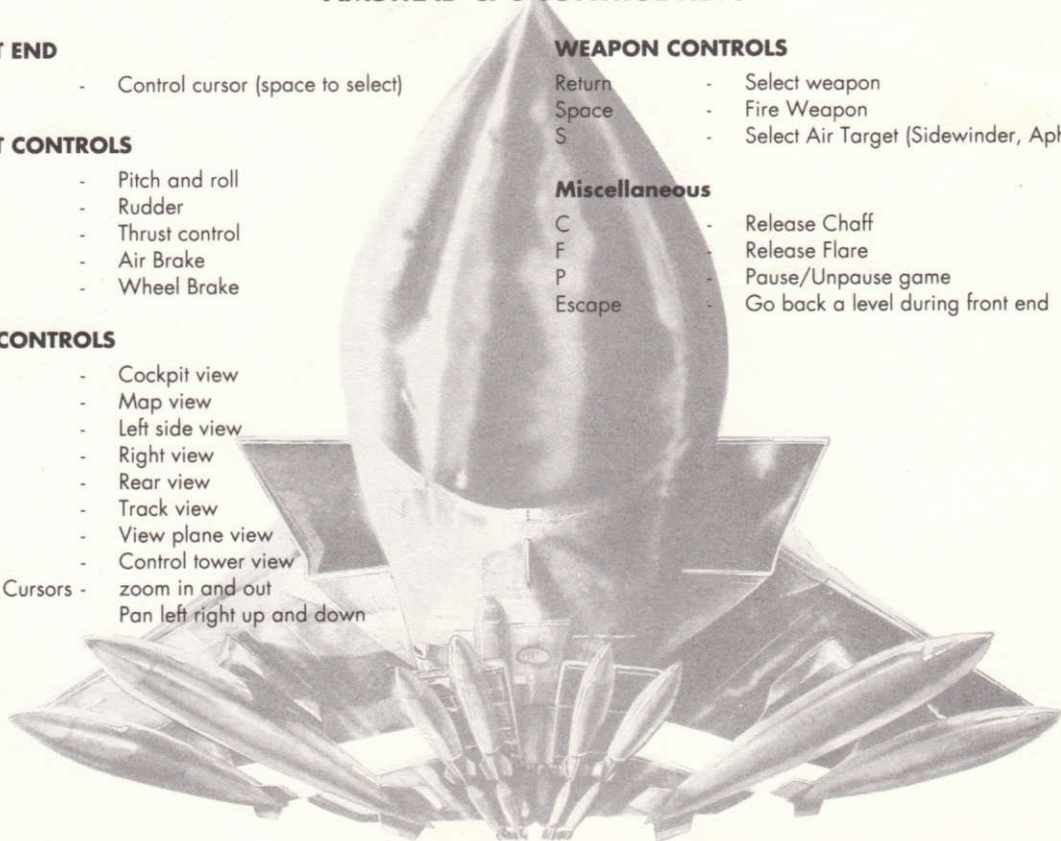 T END
- Control cursor (space to select)
T CONTROLS
- Pitch and roll
- Rudder
- Thrust control
- Air Brake
- Wheel Brake
CONTROLS
- Cockpit view
- Map view
- Left side view
- Right view
- Rear view
- Track view
- View plane view
- Control tower view
Cursors - zoom in and out
Pan left right up and down
WEAPON CONTROLS
Return - Select weapon
Space - Fire Weapon
S - Select Air Target (Sidewinder, Aph
Miscellaneous
C - Release Chaff
F - Release Flare
P - Pause/Unpause game
Escape - Go back a level during front end